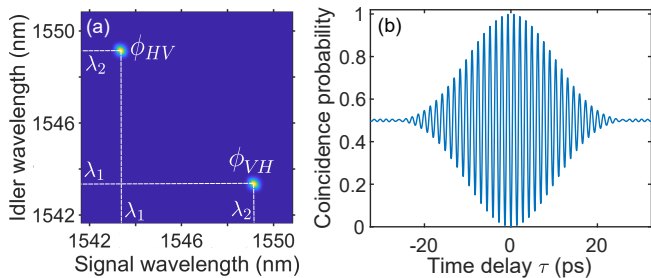 (a)
ϕHV
λ2
ϕVH
λ1
λ1
λ2
1550
1546
1542
Idler wavelength (nm)
1542
1546
1550
Signal wavelength (nm)
(b)
1
0.8
0.6
0.4
0.2
0
Coincidence probability
-20
0
20
Time delay τ (ps)